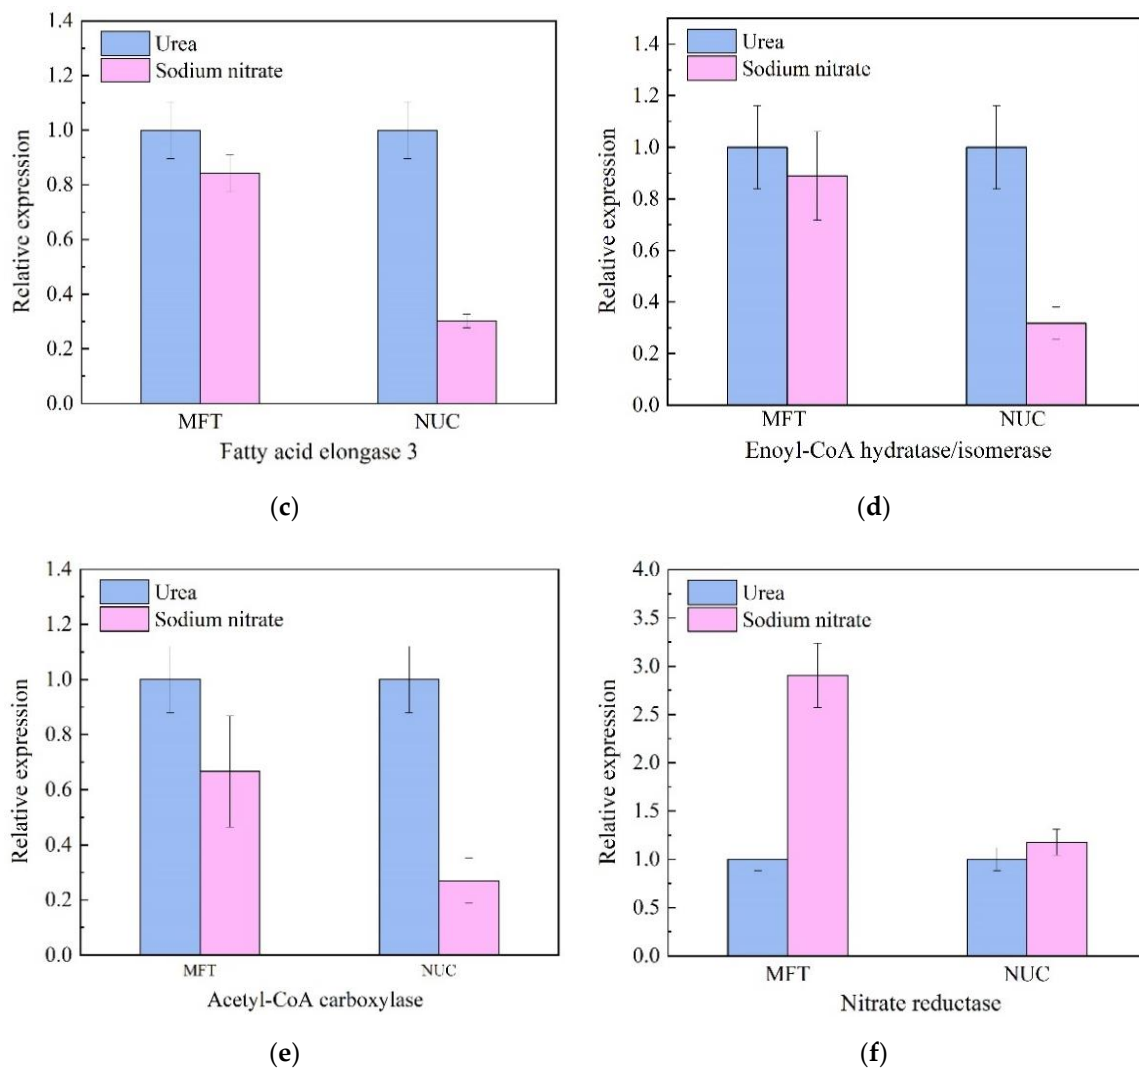 1.4
1.2
1.0
0.8
0.6
0.4
0.2
0.0
Relative expression
Urea
Sodium nitrate
MFT NUC
Fatty acid elongase 3
(c)
1.4
1.2
1.0
0.8
0.6
0.4
0.2
0.0
Relative expression
Urea
Sodium nitrate
MFT NUC
Enoyl-CoA hydratase/isomerase
(d)
1.4
1.2
1.0
0.8
0.6
0.4
0.2
0.0
Relative expression
Urea
Sodium nitrate
MFT NUC
Acetyl-CoA carboxylase
(e)
4.0
3.5
3.0
2.5
2.0
1.5
1.0
0.5
0.0
Relative expression
Urea
Sodium nitrate
MFT NUC
Nitrate reductase
(f)